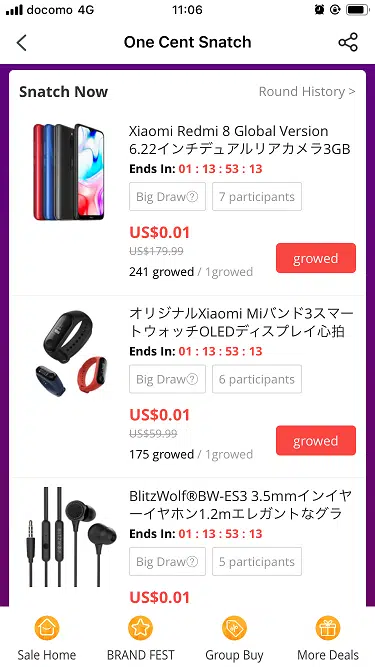 docomo 4G 11:06
One Cent Snatch
Snatch Now
Round History >
Xiaomi Redmi 8 Global Version
6.22インチデュアルリアカメラ3GB
Ends In: 01 : 13 : 53 : 13
Big Draw? 7 participants
US$0.01
US$179.99
241 growed / 1growed
growed
オリジナルXiaomi Miバンド3スマー
トウォッチOLEDディスプレイ心拍
Ends In: 01 : 13 : 53 : 13
Big Draw? 6 participants
US$0.01
US$59.99
175 growed / 1growed
growed
BlitzWolf®BW-ES3 3.5mmインイヤ
ーイヤホン1.2mエレガントなグラ
Ends In: 01 : 13 : 53 : 13
Big Draw? 5 participants
US$0.01
Sale Home BRAND FEST Group Buy More Deals